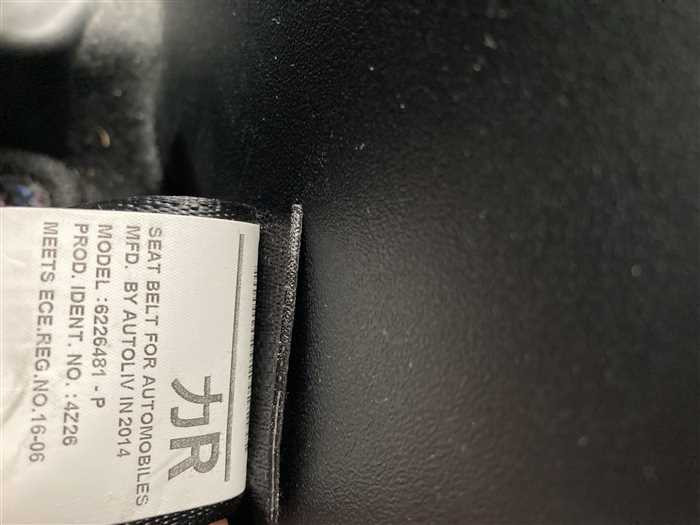 カR
SEAT BELT FOR AUTOMOBILES
MFD. BY AUTOLIV IN 2014
MODEL :6226481 - P
PROD. IDENT. NO. :4Z26
MEETS ECE.REG.NO.16-06